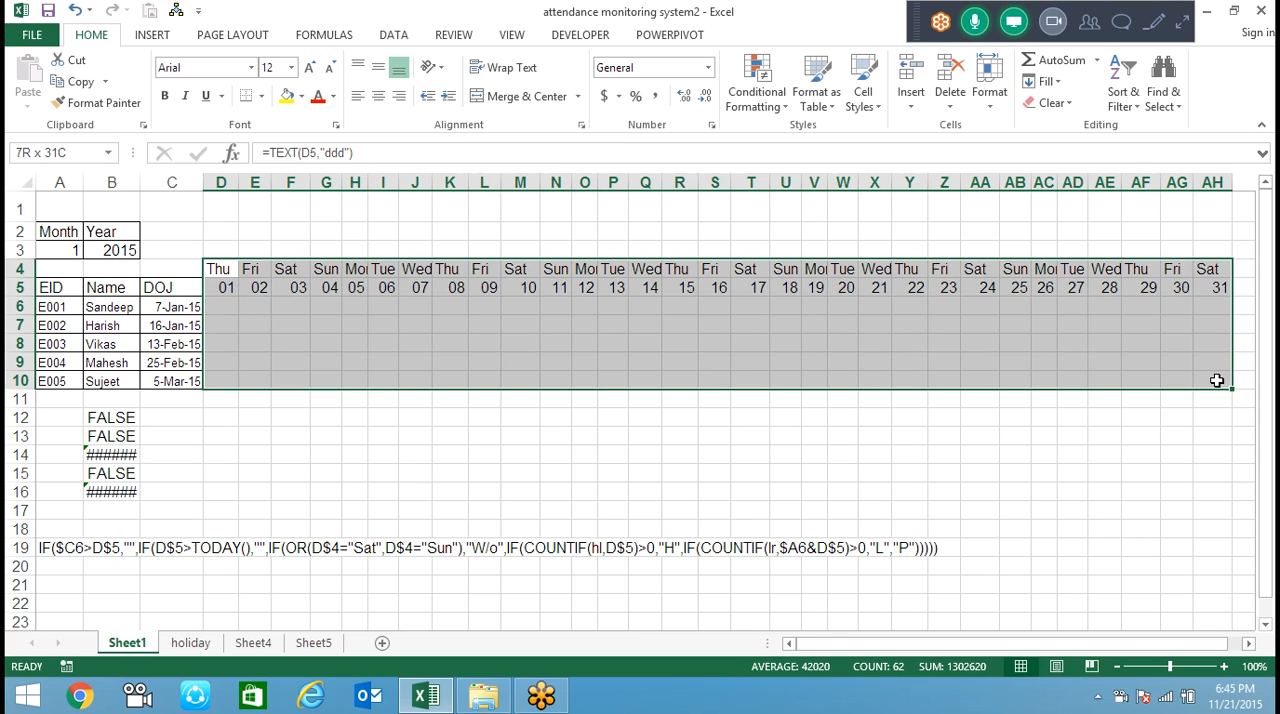 attendance monitoring system2 - Excel
FILE HOME INSERT PAGE LAYOUT FORMULAS DATA REVIEW VIEW DEVELOPER POWERPIVOT Sign in
Cut
Copy
Format Painter
Paste
Clipboard
Arial 12
B I U
Font
Wrap Text
Merge & Center
Alignment
General
$ % ,
Number
Conditional Formatting
Format as Table
Cell Styles
Styles
Insert Delete Format
Cells
AutoSum
Fill
Clear
Sort & Filter
Find & Select
Editing
7R x 31C fx =TEXT(D5,"ddd")
A B C D E F G H I J K L M N O P Q R S T U V W X Y Z AA AB AC AD AE AF AG AH
1
2 Month Year
3 1 2015
4 Thu Fri Sat Sun Mon Tue Wed Thu Fri Sat Sun Mon Tue Wed Thu Fri Sat Sun Mon Tue Wed Thu Fri Sat Sun Mon Tue Wed Thu Fri Sat
5 EID Name DOJ 01 02 03 04 05 06 07 08 09 10 11 12 13 14 15 16 17 18 19 20 21 22 23 24 25 26 27 28 29 30 31
6 E001 Sandeep 7-Jan-15
7 E002 Harish 16-Jan-15
8 E003 Vikas 13-Feb-15
9 E004 Mahesh 25-Feb-15
10 E005 Sujeet 5-Mar-15
11
12 FALSE
13 FALSE
14 ######
15 FALSE
16 ######
17
18
19 IF($C6>D$5,"",IF(D$5>TODAY(),"",IF(OR(D$4="Sat",D$4="Sun"),"W/o",IF(COUNTIF(hl,D$5)>0,"H",IF(COUNTIF(lr,$A6&D$5)>0,"L","P")))))
20
21
22
23
Sheet1 holiday Sheet4 Sheet5
READY AVERAGE: 42020 COUNT: 62 SUM: 1302620 100%
6:45 PM
11/21/2015